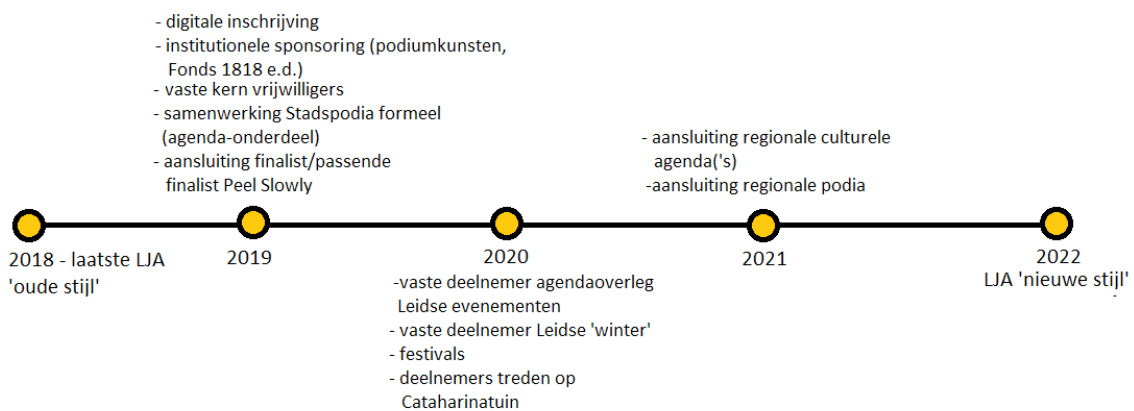 - digitale inschrijving
- institutionele sponsoring (podiumkunsten,
Fonds 1818 e.d.)
- vaste kern vrijwilligers
- samenwerking Stadspodia formeel
(agenda-onderdeel)
- aansluiting finalist/passende
finalist Peel Slowly
- aansluiting regionale culturele
agenda('s)
-aansluiting regionale podia
2018 - laatste LJA
'oude stijl'
2019
2020
2021
2022
LJA 'nieuwe stijl'
-vaste deelnemer agendaoverleg
Leidse evenementen
- vaste deelnemer Leidse 'winter'
- festivals
- deelnemers treden op
Cataharinatuin